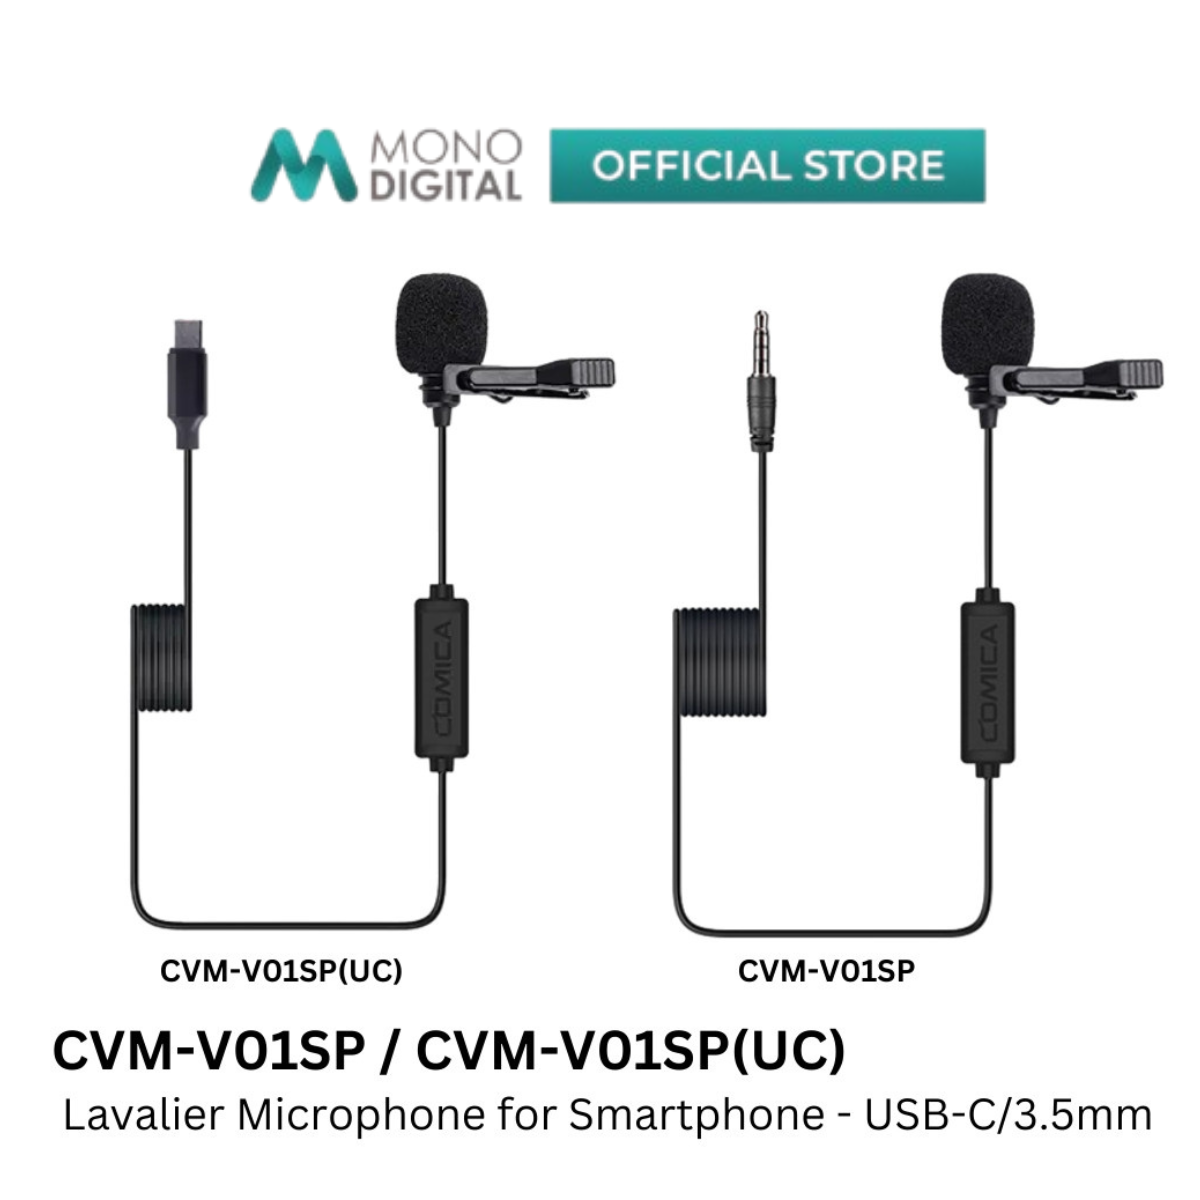 MONO
DIGITAL
OFFICIAL STORE
COMICA
COMICA
CVM-V01SP(UC)
CVM-V01SP
CVM-V01SP / CVM-V01SP(UC)
Lavalier Microphone for Smartphone - USB-C/3.5mm